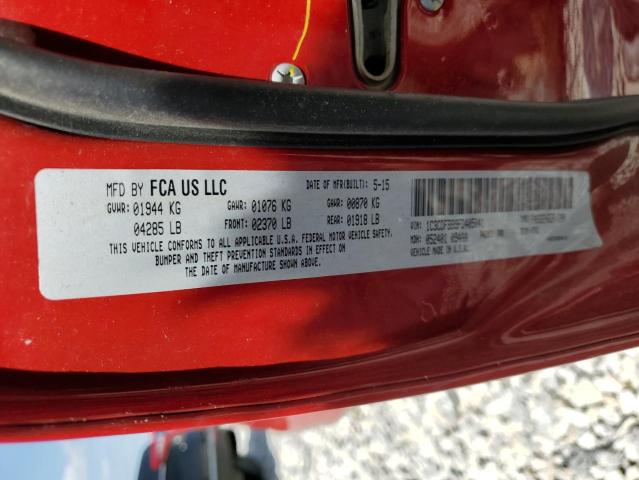 MFD BY FCA US LLC DATE OF MFR(BUILT): 5-15
GVWR: 01944 KG GAWR: 01076 KG GAWR: 00870 KG
04285 LB FRONT: 02370 LB REAR: 01918 LB
THIS VEHICLE CONFORMS TO ALL APPLICABLE U.S.A. FEDERAL MOTOR VEHICLE SAFETY,
BUMPER AND THEFT PREVENTION STANDARDS IN EFFECT ON
THE DATE OF MANUFACTURE SHOWN ABOVE.
VIN:
MDH: 052401
VEHICLE MADE IN U.S.A.